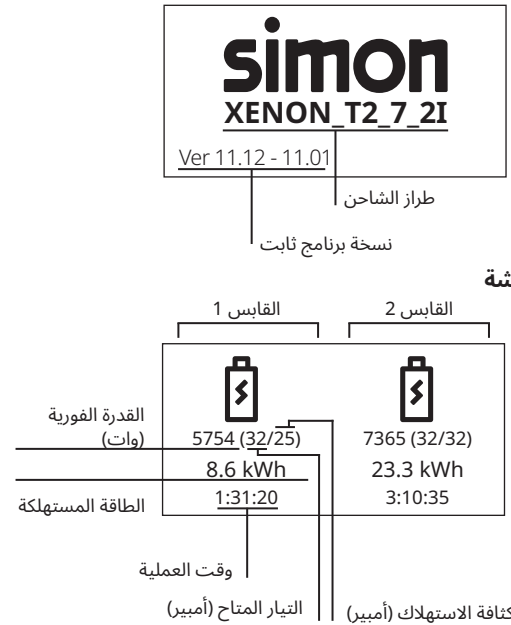 simon
XENON_T2_7_2I
Ver 11.12 - 11.01
طراز الشاحن
نسخة برنامج ثابت
القابس 1
القابس 2
5754 (32/25)
7365 (32/32)
8.6 kWh
23.3 kWh
1:31:20
3:10:35
القدرة الفورية
(وات)
الطاقة المستهلكة
وقت العملية
التيار المتاح (أمبير)
كثافة الاستهلاك (أمبير)